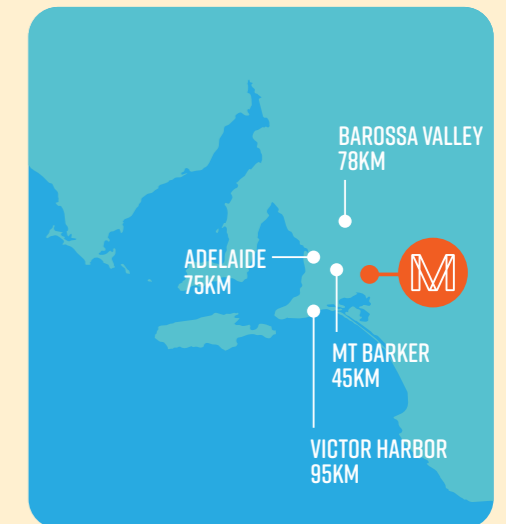 BAROSSA VALLEY
78KM
ADELAIDE
75KM
M
MT BARKER
45KM
VICTOR HARBOR
95KM